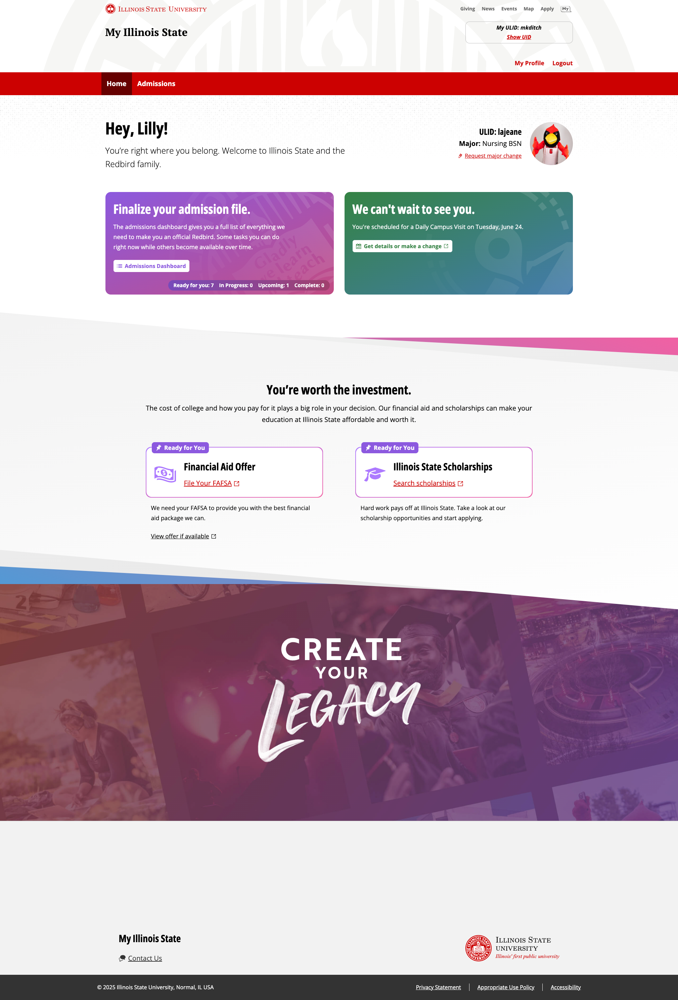 Illinois State University
Giving News Events Map Apply My
My Illinois State
My ULID: mkditch
Show UID
My Profile Logout
Home Admissions
Hey, Lilly!
You're right where you belong. Welcome to Illinois State and the
Redbird family.
ULID: lajeane
Major: Nursing BSN
Request major change
Finalize your admission file.
The admissions dashboard gives you a full list of everything we
need to make you an official Redbird. Some tasks you can do
right now while others become available over time.
Admissions Dashboard
Gladly
we learn
teach
Ready for you: 7 In Progress: 0 Upcoming: 1 Complete: 0
We can't wait to see you.
You're scheduled for a Daily Campus Visit on Tuesday, June 24.
Get details or make a change
You're worth the investment.
The cost of college and how you pay for it plays a big role in your decision. Our financial aid and scholarships can make your
education at Illinois State affordable and worth it.
Ready for You
Financial Aid Offer
File Your FAFSA
We need your FAFSA to provide you with the best financial
aid package we can.
View offer if available
Ready for You
Illinois State Scholarships
Search scholarships
Hard work pays off at Illinois State. Take a look at our
scholarship opportunities and start applying.
CREATE
YOUR
LEGACY
My Illinois State
Contact Us
Illinois State
University
Illinois' first public university
© 2025 Illinois State University, Normal, IL USA
Privacy Statement Appropriate Use Policy Accessibility